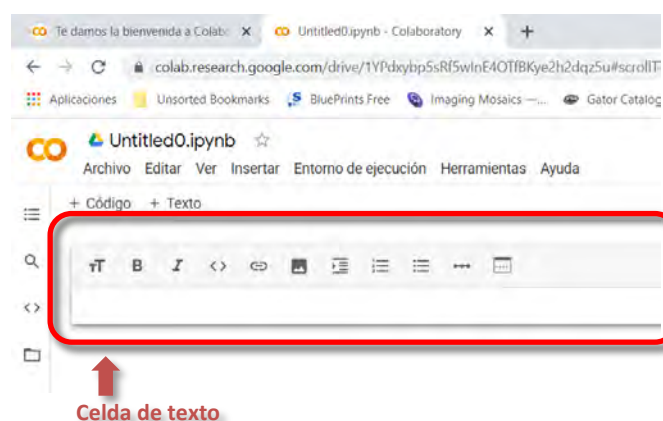 Te damos la bienvenida a Colab
Untitled0.ipynb - Colaboratory
colab.research.google.com/drive/1YPdxybp5sRf5wInE4OTfBKye2h2dqz5u#scrollT
Aplicaciones Unsorted Bookmarks BluePrints Free Imaging Mosaics —... Gator Catalog
Untitled0.ipynb
Archivo Editar Ver Insertar Entorno de ejecución Herramientas Ayuda
+ Código + Texto
тT B I <>
Celda de texto